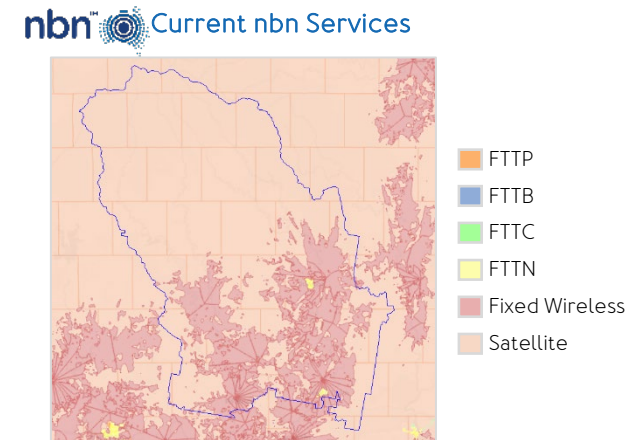 nbn™ Current nbn Services
FTTP
FTTB
FTTC
FTTN
Fixed Wireless
Satellite